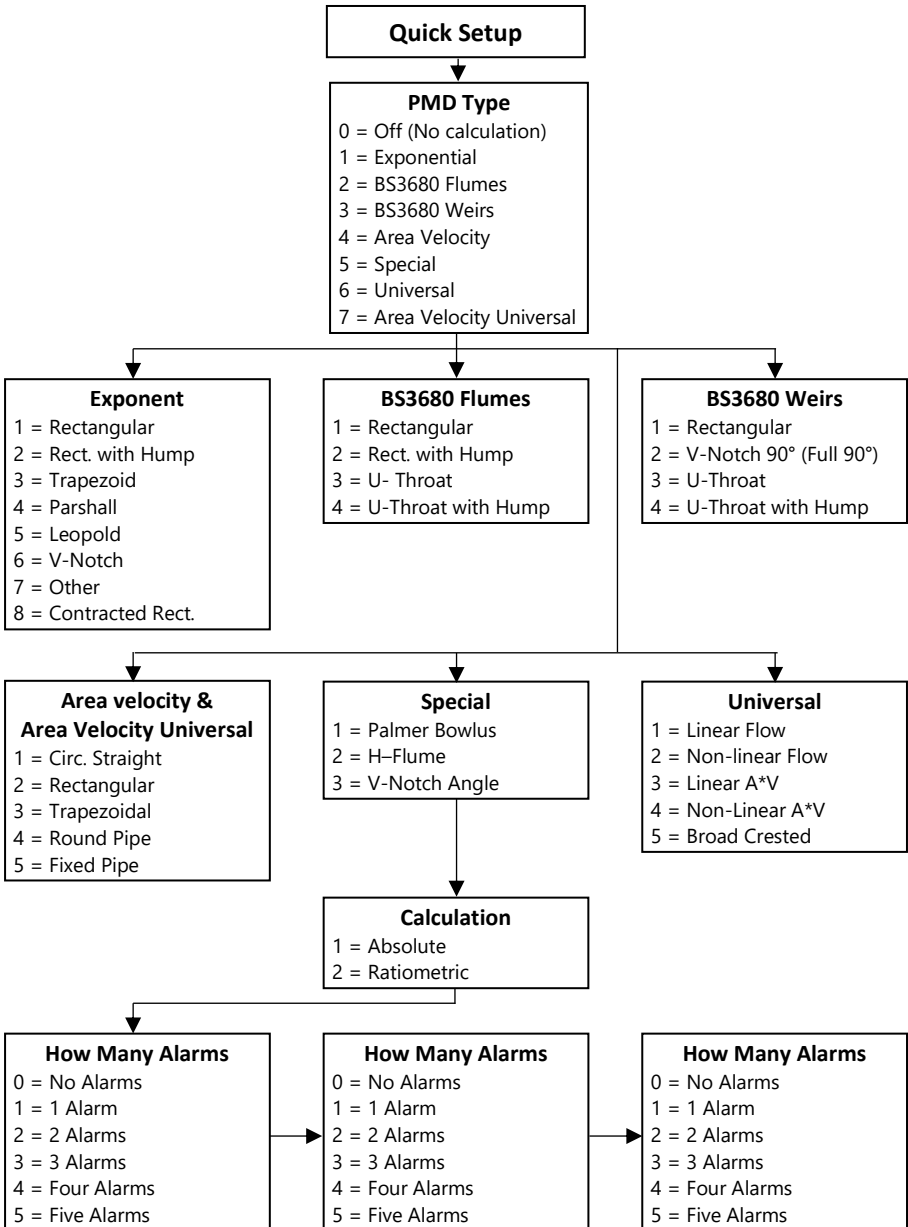 Quick Setup
PMD Type
0 = Off (No calculation)
1 = Exponential
2 = BS3680 Flumes
3 = BS3680 Weirs
4 = Area Velocity
5 = Special
6 = Universal
7 = Area Velocity Universal
Exponent
1 = Rectangular
2 = Rect. with Hump
3 = Trapezoid
4 = Parshall
5 = Leopold
6 = V-Notch
7 = Other
8 = Contracted Rect.
BS3680 Flumes
1 = Rectangular
2 = Rect. with Hump
3 = U- Throat
4 = U-Throat with Hump
BS3680 Weirs
1 = Rectangular
2 = V-Notch 90° (Full 90°)
3 = U-Throat
4 = U-Throat with Hump
Area velocity &
Area Velocity Universal
1 = Circ. Straight
2 = Rectangular
3 = Trapezoidal
4 = Round Pipe
5 = Fixed Pipe
Special
1 = Palmer Bowlus
2 = H–Flume
3 = V-Notch Angle
Universal
1 = Linear Flow
2 = Non-linear Flow
3 = Linear A*V
4 = Non-Linear A*V
5 = Broad Crested
Calculation
1 = Absolute
2 = Ratiometric
How Many Alarms
0 = No Alarms
1 = 1 Alarm
2 = 2 Alarms
3 = 3 Alarms
4 = Four Alarms
5 = Five Alarms
How Many Alarms
0 = No Alarms
1 = 1 Alarm
2 = 2 Alarms
3 = 3 Alarms
4 = Four Alarms
5 = Five Alarms
How Many Alarms
0 = No Alarms
1 = 1 Alarm
2 = 2 Alarms
3 = 3 Alarms
4 = Four Alarms
5 = Five Alarms